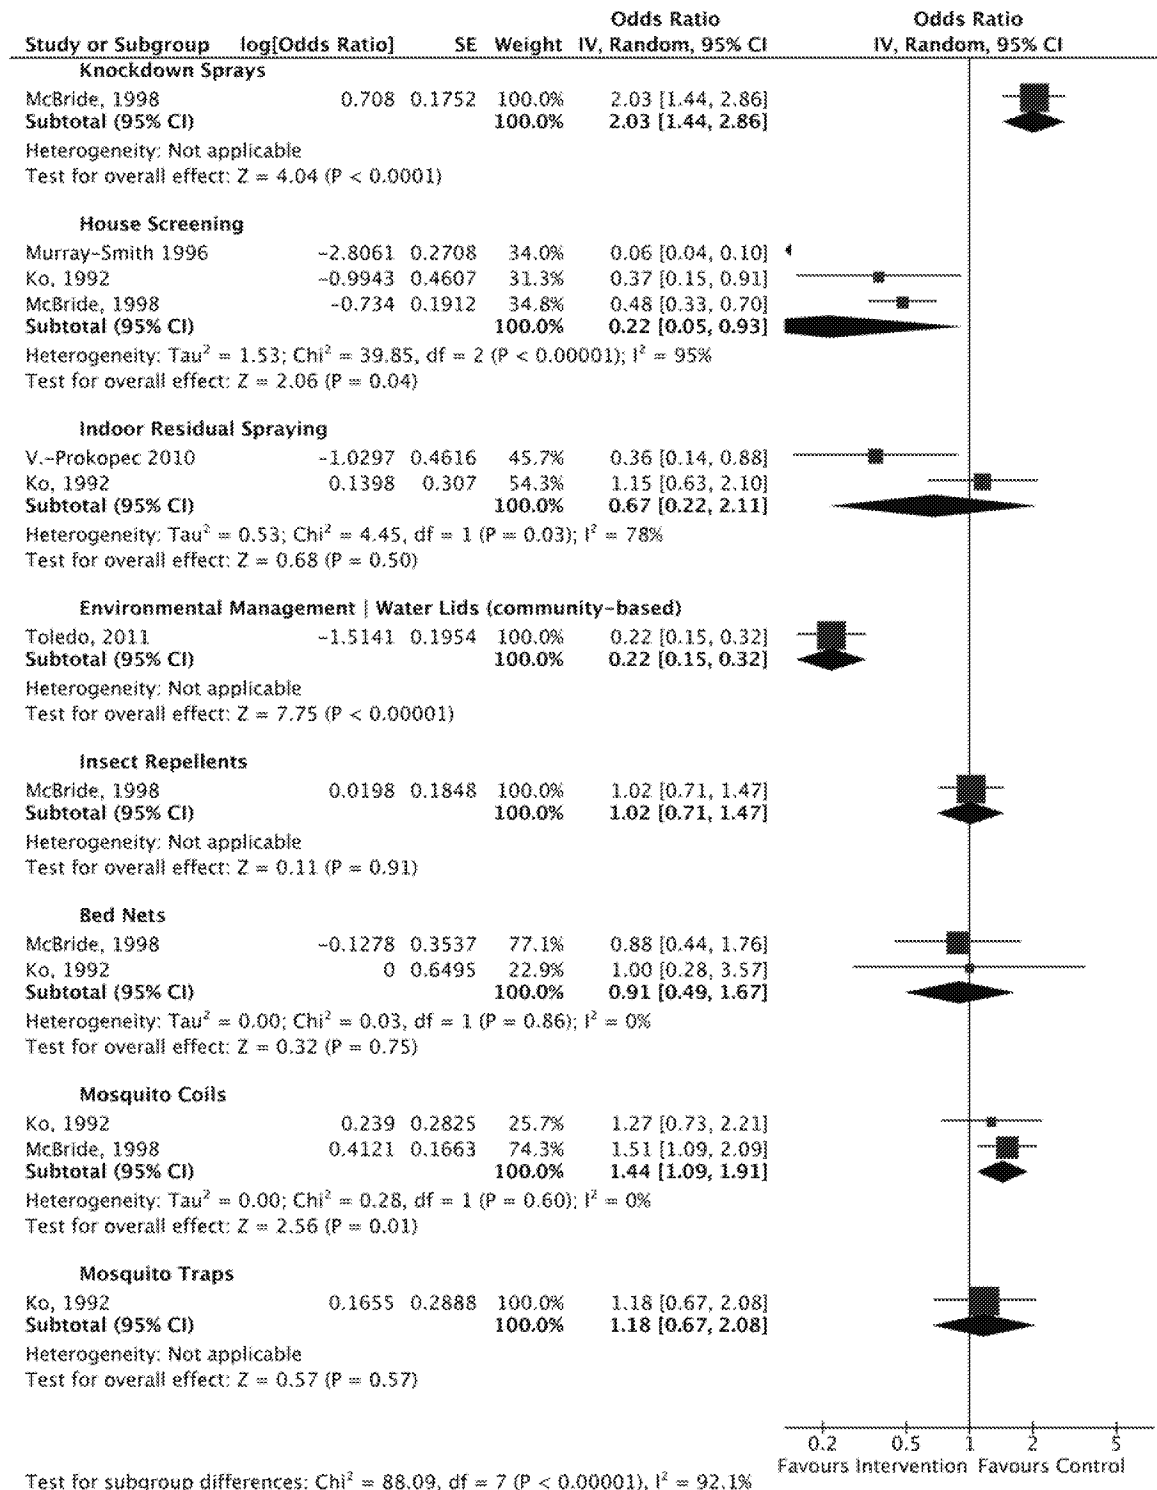 Odds Ratio Odds Ratio
Study or Subgroup log[Odds Ratio] SE Weight IV, Random, 95% CI IV, Random, 95% CI
Knockdown Sprays
McBride, 1998 0.708 0.1752 100.0% 2.03 [1.44, 2.86]
Subtotal (95% CI) 100.0% 2.03 [1.44, 2.86]
Heterogeneity: Not applicable
Test for overall effect: Z = 4.04 (P < 0.0001)
House Screening
Murray-Smith 1996 -2.8061 0.2708 34.0% 0.06 [0.04, 0.10]
Ko, 1992 -0.9943 0.4607 31.3% 0.37 [0.15, 0.91]
McBride, 1998 -0.734 0.1912 34.8% 0.48 [0.33, 0.70]
Subtotal (95% CI) 100.0% 0.22 [0.05, 0.93]
Heterogeneity: Tau² = 1.53; Chi² = 39.85, df = 2 (P < 0.00001); I² = 95%
Test for overall effect: Z = 2.06 (P = 0.04)
Indoor Residual Spraying
V.-Prokopec 2010 -1.0297 0.4616 45.7% 0.36 [0.14, 0.88]
Ko, 1992 0.1398 0.307 54.3% 1.15 [0.63, 2.10]
Subtotal (95% CI) 100.0% 0.67 [0.22, 2.11]
Heterogeneity: Tau² = 0.53; Chi² = 4.45, df = 1 (P = 0.03); I² = 78%
Test for overall effect: Z = 0.68 (P = 0.50)
Environmental Management | Water Lids (community-based)
Toledo, 2011 -1.5141 0.1954 100.0% 0.22 [0.15, 0.32]
Subtotal (95% CI) 100.0% 0.22 [0.15, 0.32]
Heterogeneity: Not applicable
Test for overall effect: Z = 7.75 (P < 0.00001)
Insect Repellents
McBride, 1998 0.0198 0.1848 100.0% 1.02 [0.71, 1.47]
Subtotal (95% CI) 100.0% 1.02 [0.71, 1.47]
Heterogeneity: Not applicable
Test for overall effect: Z = 0.11 (P = 0.91)
Bed Nets
McBride, 1998 -0.1278 0.3537 77.1% 0.88 [0.44, 1.76]
Ko, 1992 0 0.6495 22.9% 1.00 [0.28, 3.57]
Subtotal (95% CI) 100.0% 0.91 [0.49, 1.67]
Heterogeneity: Tau² = 0.00; Chi² = 0.03, df = 1 (P = 0.86); I² = 0%
Test for overall effect: Z = 0.32 (P = 0.75)
Mosquito Coils
Ko, 1992 0.239 0.2825 25.7% 1.27 [0.73, 2.21]
McBride, 1998 0.4121 0.1663 74.3% 1.51 [1.09, 2.09]
Subtotal (95% CI) 100.0% 1.44 [1.09, 1.91]
Heterogeneity: Tau² = 0.00; Chi² = 0.28, df = 1 (P = 0.60); I² = 0%
Test for overall effect: Z = 2.56 (P = 0.01)
Mosquito Traps
Ko, 1992 0.1655 0.2888 100.0% 1.18 [0.67, 2.08]
Subtotal (95% CI) 100.0% 1.18 [0.67, 2.08]
Heterogeneity: Not applicable
Test for overall effect: Z = 0.57 (P = 0.57)
0.2 0.5 1 2 5
Favours Intervention Favours Control
Test for subgroup differences: Chi² = 88.09, df = 7 (P < 0.00001), I² = 92.1%